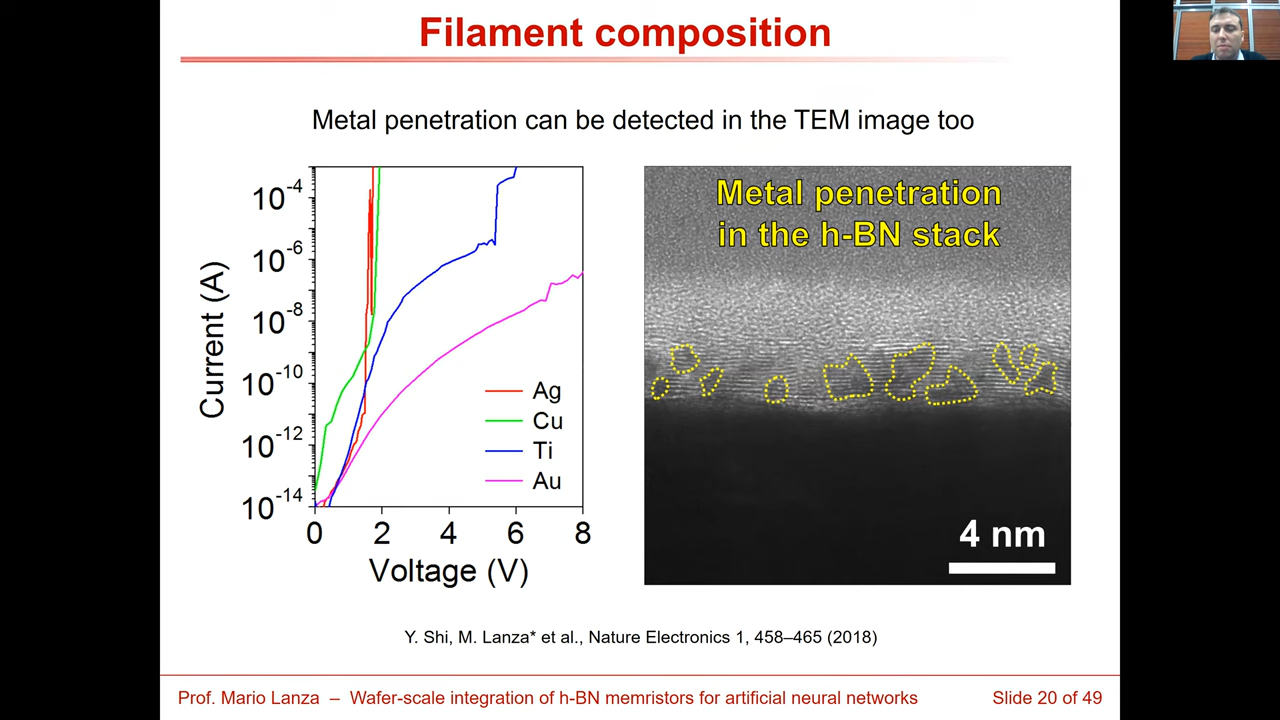 Filament composition
Metal penetration can be detected in the TEM image too
Current (A)
10⁻⁴
10⁻⁶
10⁻⁸
10⁻¹⁰
10⁻¹²
10⁻¹⁴
Ag
Cu
Ti
Au
0 2 4 6 8
Voltage (V)
Metal penetration
in the h-BN stack
4 nm
Y. Shi, M. Lanza* et al., Nature Electronics 1, 458–465 (2018)
Prof. Mario Lanza – Wafer-scale integration of h-BN memristors for artificial neural networks Slide 20 of 49